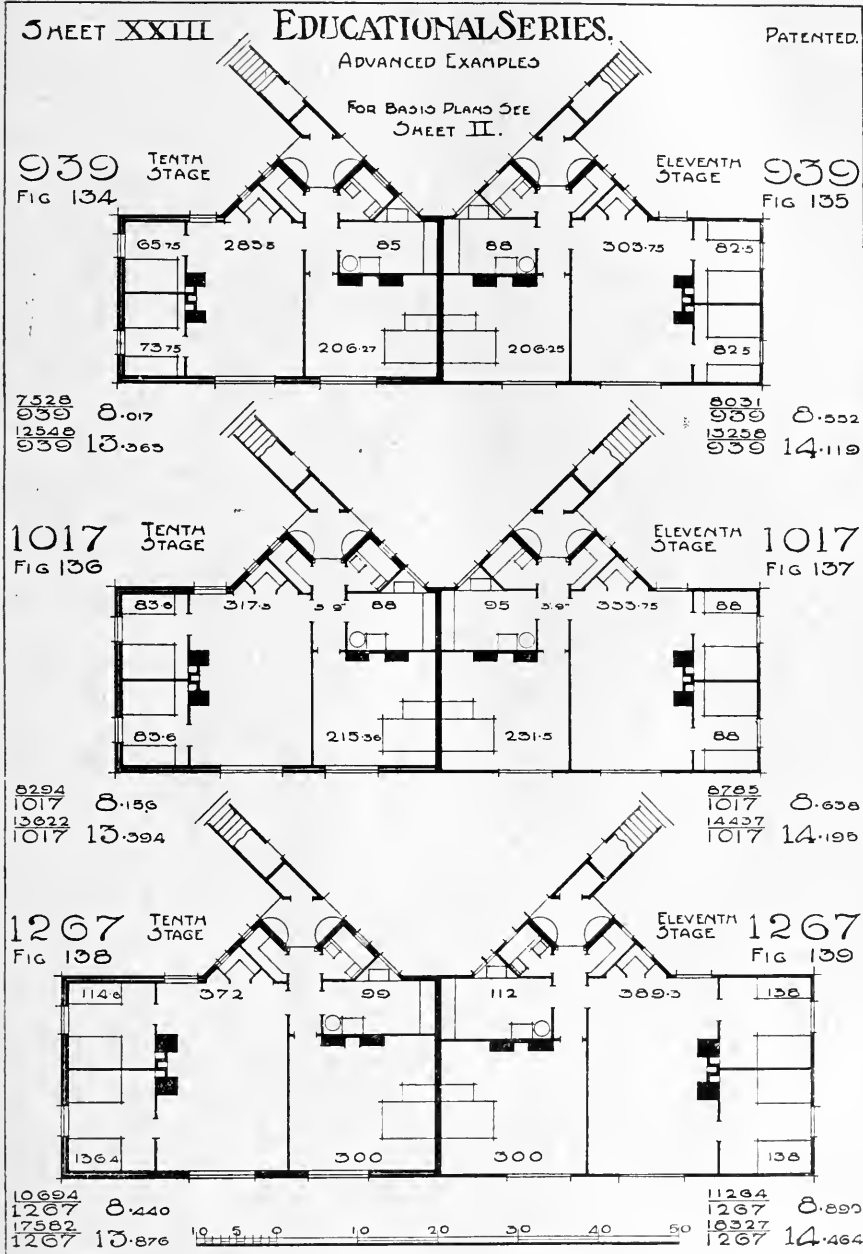 SHEET XXIII EDUCATIONAL SERIES. PATENTED.
ADVANCED EXAMPLES
FOR BASIS PLANS SEE
SHEET II.
939 TENTH STAGE
FIG 134
ELEVENTH STAGE 939
FIG 135
65.75 283.8 85 88 303.75 82.5
73.75 206.27 206.25 82.5
7528/939 8.017
12548/939 13.363
8031/939 8.552
13258/939 14.119
1017 TENTH STAGE
FIG 136
ELEVENTH STAGE 1017
FIG 137
83.6 317.5 3'.9" 88 95 3'.9" 333.75 88
83.6 215.36 231.5 88
8294/1017 8.156
13622/1017 13.394
8785/1017 8.638
14437/1017 14.195
1267 TENTH STAGE
FIG 138
ELEVENTH STAGE 1267
FIG 139
114.6 372 99 112 389.3 138
136.4 300 300 138
10694/1267 8.440
17582/1267 13.876
11264/1267 8.890
18327/1267 14.464
10 5 0 10 20 30 40 50